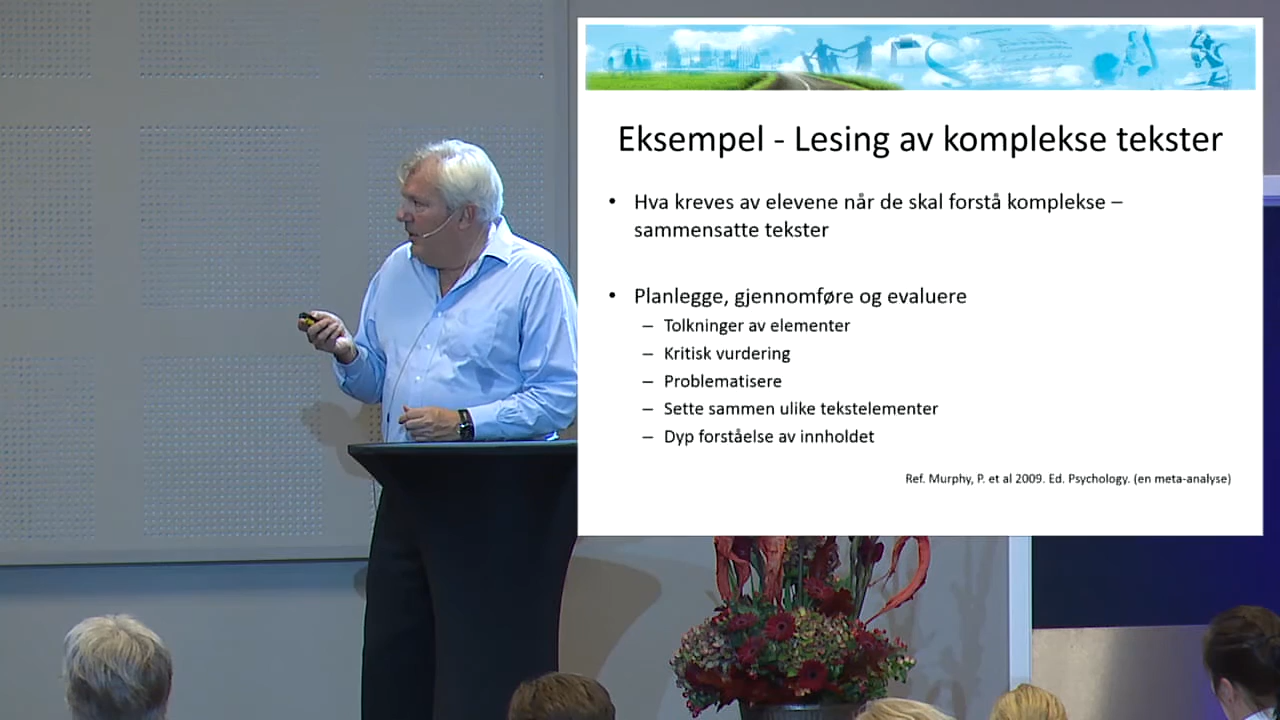 Eksempel - Lesing av komplekse tekster
• Hva kreves av elevene når de skal forstå komplekse –
sammensatte tekster
• Planlegge, gjennomføre og evaluere
– Tolkninger av elementer
– Kritisk vurdering
– Problematisere
– Sette sammen ulike tekstelementer
– Dyp forståelse av innholdet
Ref. Murphy, P. et al 2009. Ed. Psychology. (en meta-analyse)